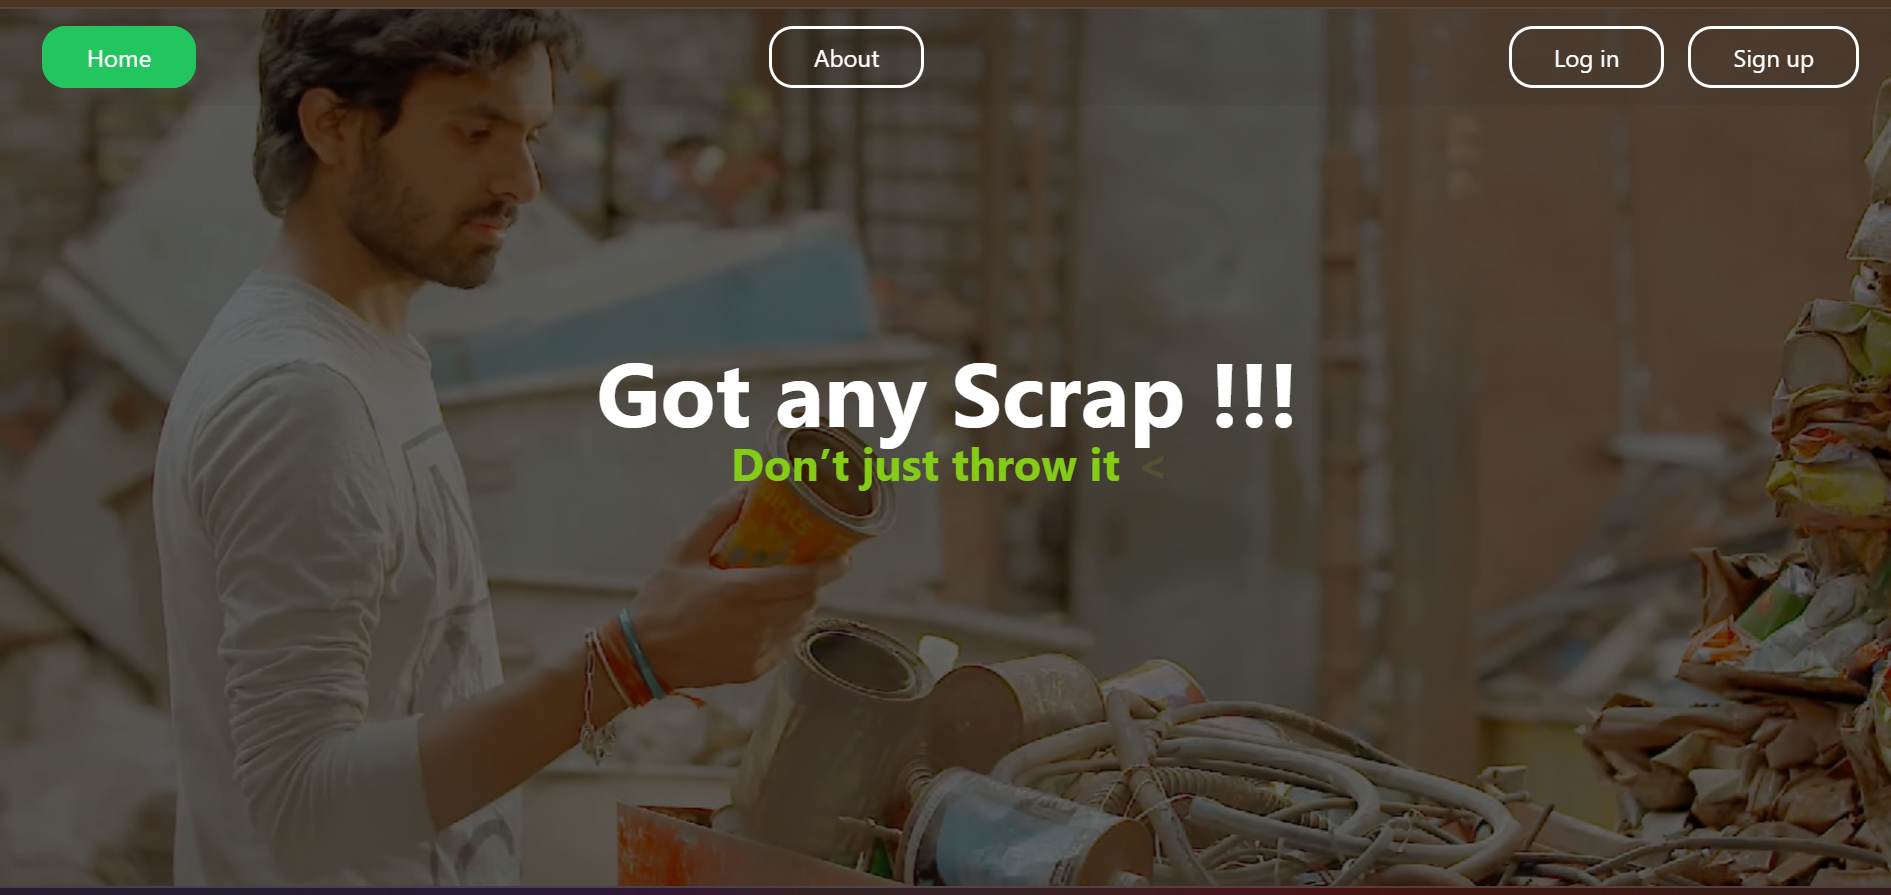 Home
About
Log in
Sign up
Got any Scrap !!!
Don’t just throw it <